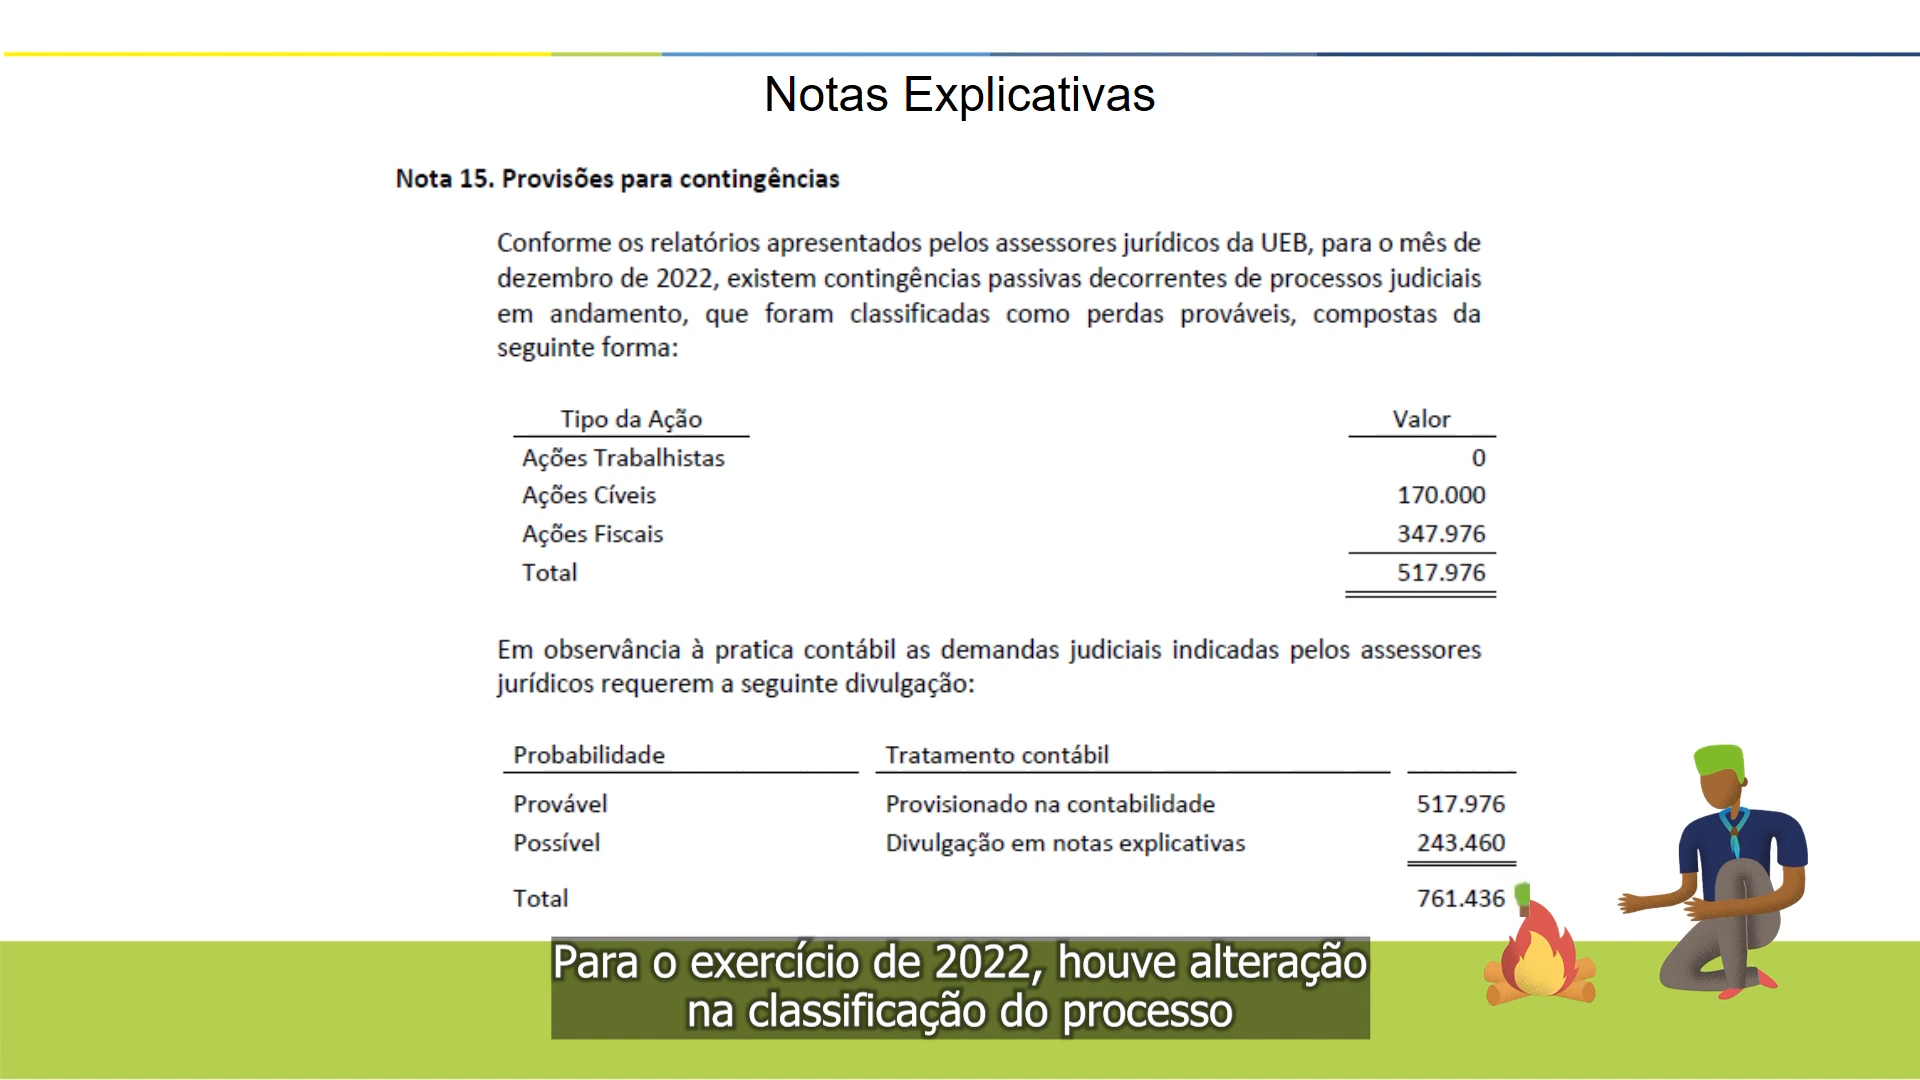 Notas Explicativas
Nota 15. Provisões para contingências
Conforme os relatórios apresentados pelos assessores jurídicos da UEB, para o mês de
dezembro de 2022, existem contingências passivas decorrentes de processos judiciais
em andamento, que foram classificadas como perdas prováveis, compostas da
seguinte forma:
Tipo da Ação Valor
Ações Trabalhistas 0
Ações Cíveis 170.000
Ações Fiscais 347.976
Total 517.976
Em observância à pratica contábil as demandas judiciais indicadas pelos assessores
jurídicos requerem a seguinte divulgação:
Probabilidade Tratamento contábil
Provável Provisionado na contabilidade 517.976
Possível Divulgação em notas explicativas 243.460
Total 761.436
Para o exercício de 2022, houve alteração
na classificação do processo